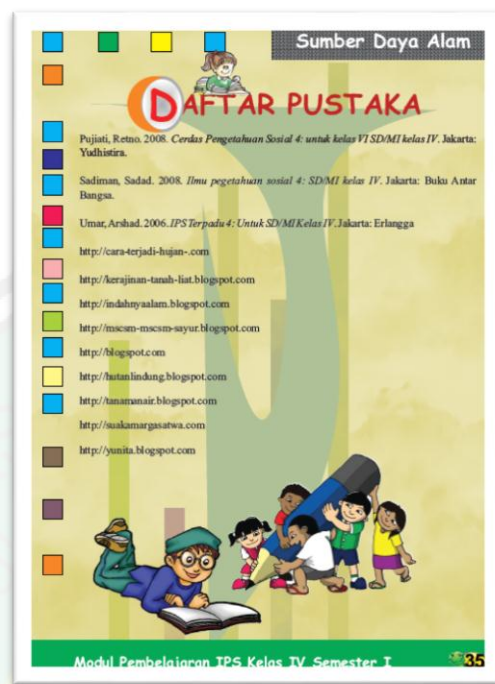 Sumber Daya Alam
DAFTAR PUSTAKA
Pujiati, Retno. 2008. Cerdas Pengetahuan Sosial 4: untuk kelas VI SD/MI kelas IV. Jakarta:
Yudhistira.
Sadiman, Sadad. 2008. Ilmu pegetahuan sosial 4: SD/MI kelas IV. Jakarta: Buku Antar
Bangsa.
Umar, Arshad. 2006. IPS Terpadu 4: Untuk SD/MI Kelas IV. Jakarta: Erlangga
http://cara-terjadi-hujan-.com
http://kerajinan-tanah-liat.blogspot.com
http://indahnyaalam.blogspot.com
http://mscsm-mscsm-sayur.blogspot.com
http://blogspot.com
http://hutanlindung.blogspot.com
http://tanamanair.blogspot.com
http://suakamargasatwa.com
http://yunita.blogspot.com
Modul Pembelajaran IPS Kelas IV Semester I 35